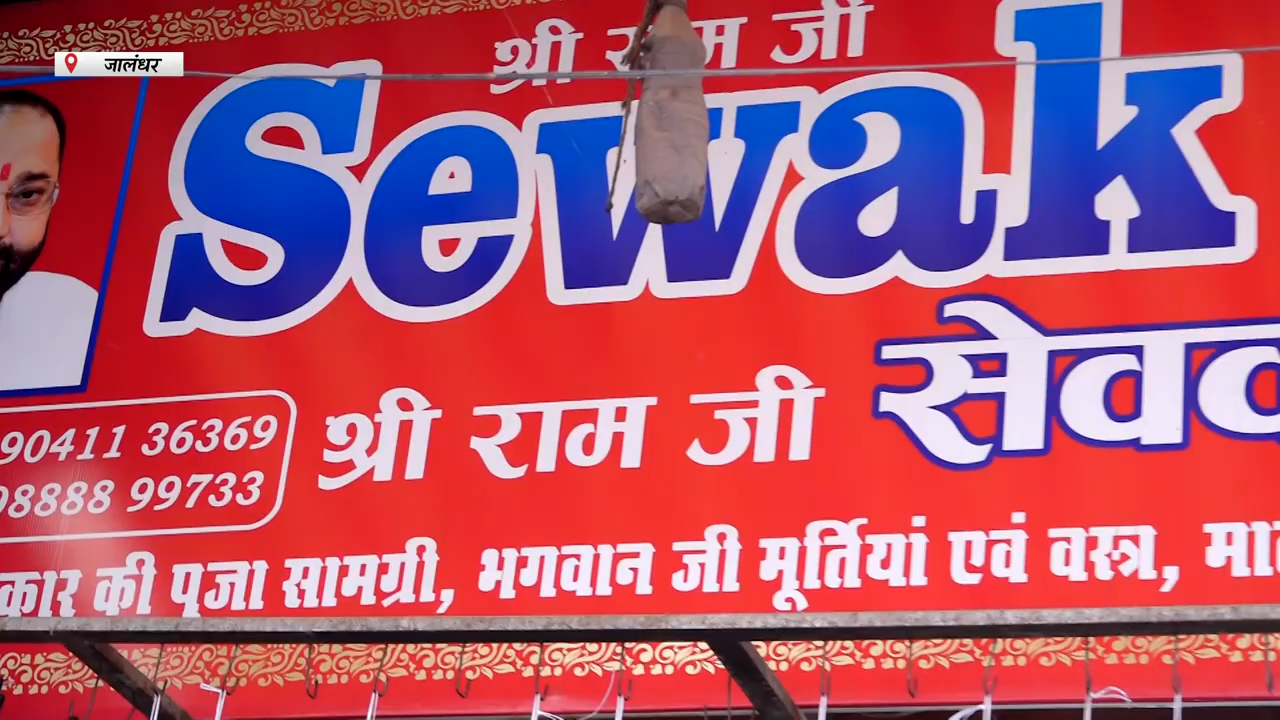 श्री राम जी
जालंधर
Sewak
सेवक
90411 36369
श्री राम जी
98888 99733
की पूजा सामग्री, भगवान जी मूर्तियां एवं वस्त्र,